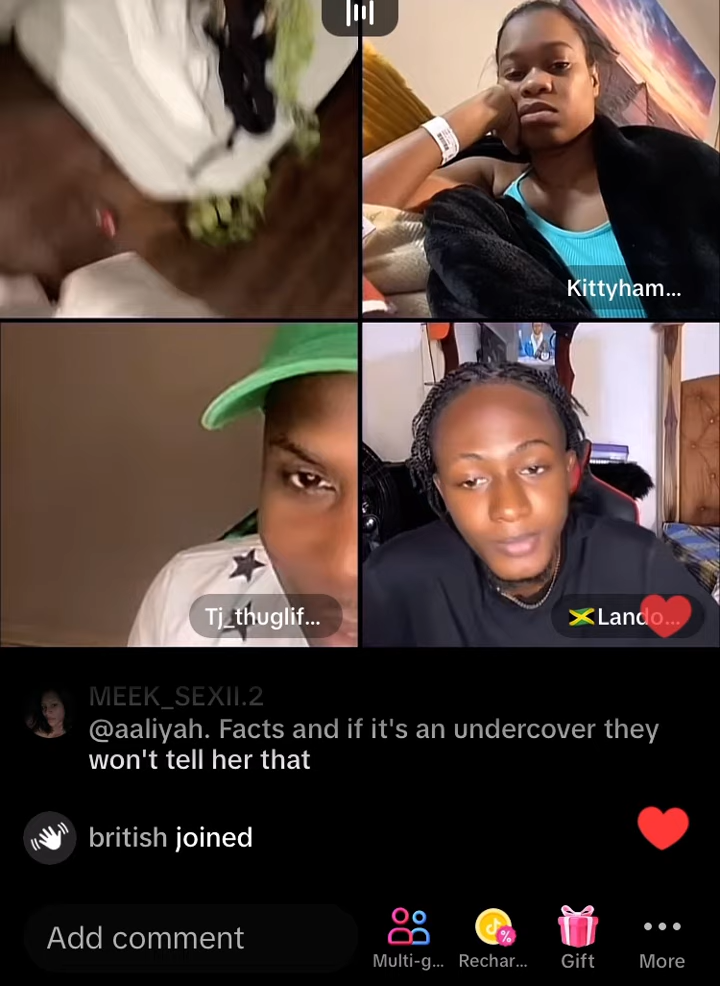 Kittyham...
Tj_thuglif...
🇯🇲Lando...
MEEK_SEXII.2
@aaliyah. Facts and if it's an undercover they
won't tell her that
british joined
Add comment
Multi-g...
Rechar...
Gift
More